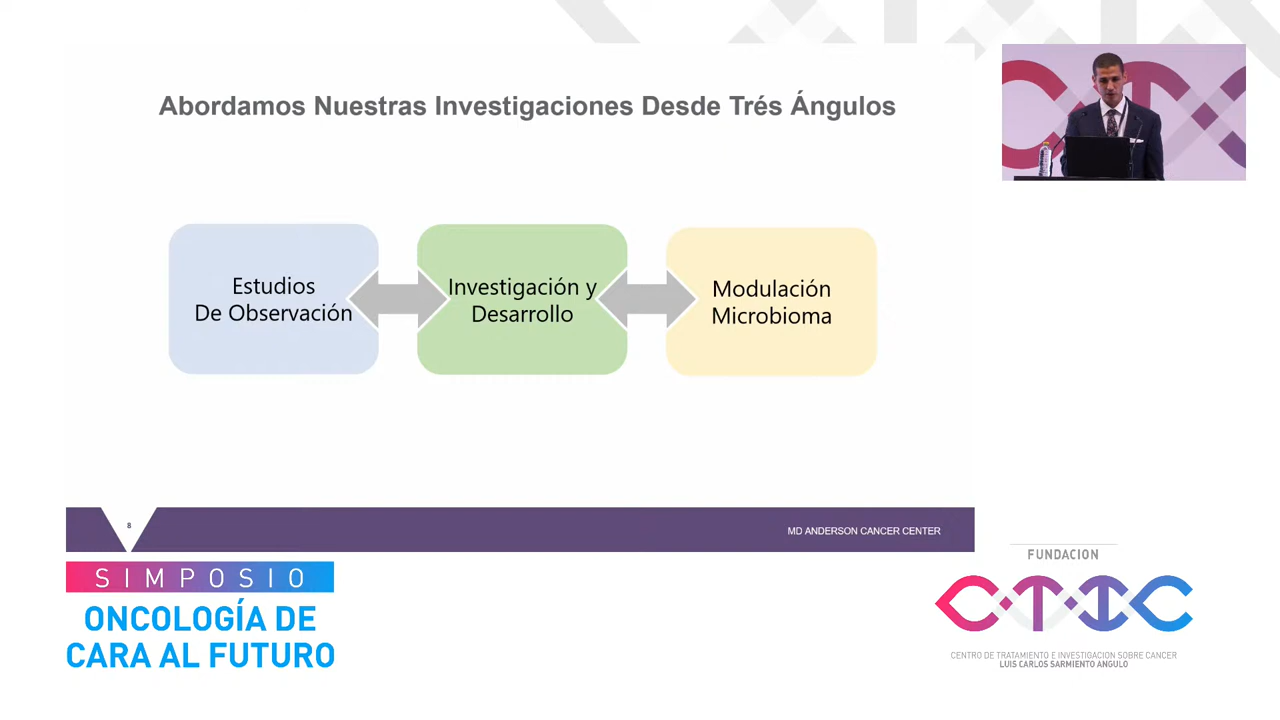 Abordamos Nuestras Investigaciones Desde Trés Ángulos
Estudios
De Observación
Investigación y
Desarrollo
Modulación
Microbioma
8
MD ANDERSON CANCER CENTER
SIMPOSIO
ONCOLOGÍA DE
CARA AL FUTURO
FUNDACION
CTIC
CENTRO DE TRATAMIENTO E INVESTIGACION SOBRE CANCER
LUIS CARLOS SARMIENTO ANGULO